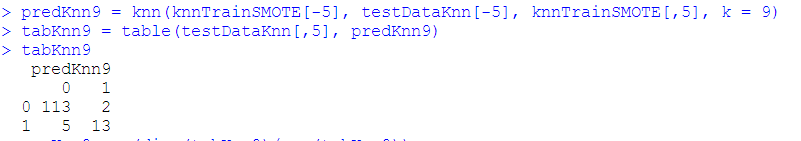 > predKnn9 = knn(knnTrainSMOTE[-5], testDataKnn[-5], knnTrainSMOTE[,5], k = 9)
> tabKnn9 = table(testDataKnn[,5], predKnn9)
> tabKnn9
predKnn9
0 1
0 113 2
1 5 13